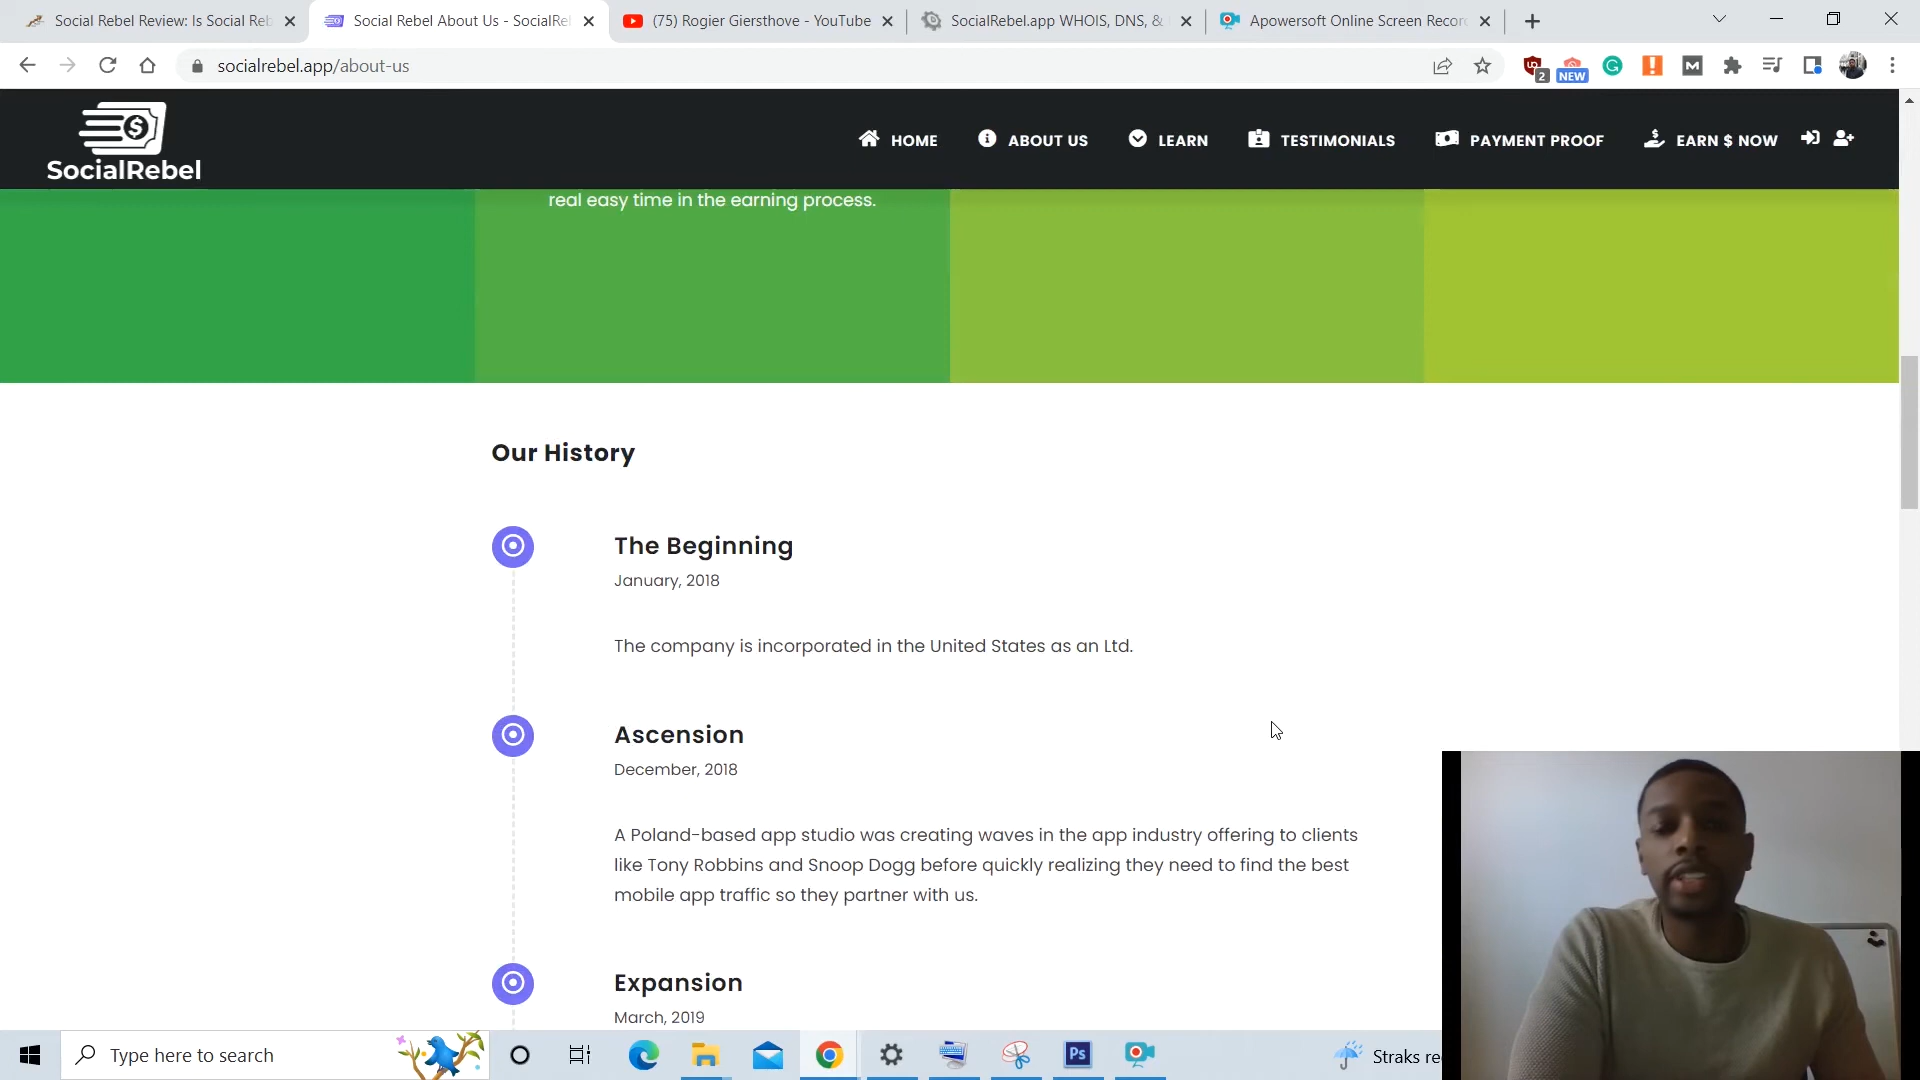 Social Rebel Review: Is Social Reb
Social Rebel About Us - SocialRe
(75) Rogier Giersthove - YouTube
SocialRebel.app WHOIS, DNS, &
Apowersoft Online Screen Recor
socialrebel.app/about-us
2
NEW
SocialRebel
HOME
ABOUT US
LEARN
TESTIMONIALS
PAYMENT PROOF
EARN $ NOW
real easy time in the earning process.
Our History
The Beginning
January, 2018
The company is incorporated in the United States as an Ltd.
Ascension
December, 2018
A Poland-based app studio was creating waves in the app industry offering to clients
like Tony Robbins and Snoop Dogg before quickly realizing they need to find the best
mobile app traffic so they partner with us.
Expansion
March, 2019
Type here to search
Ps
Straks re